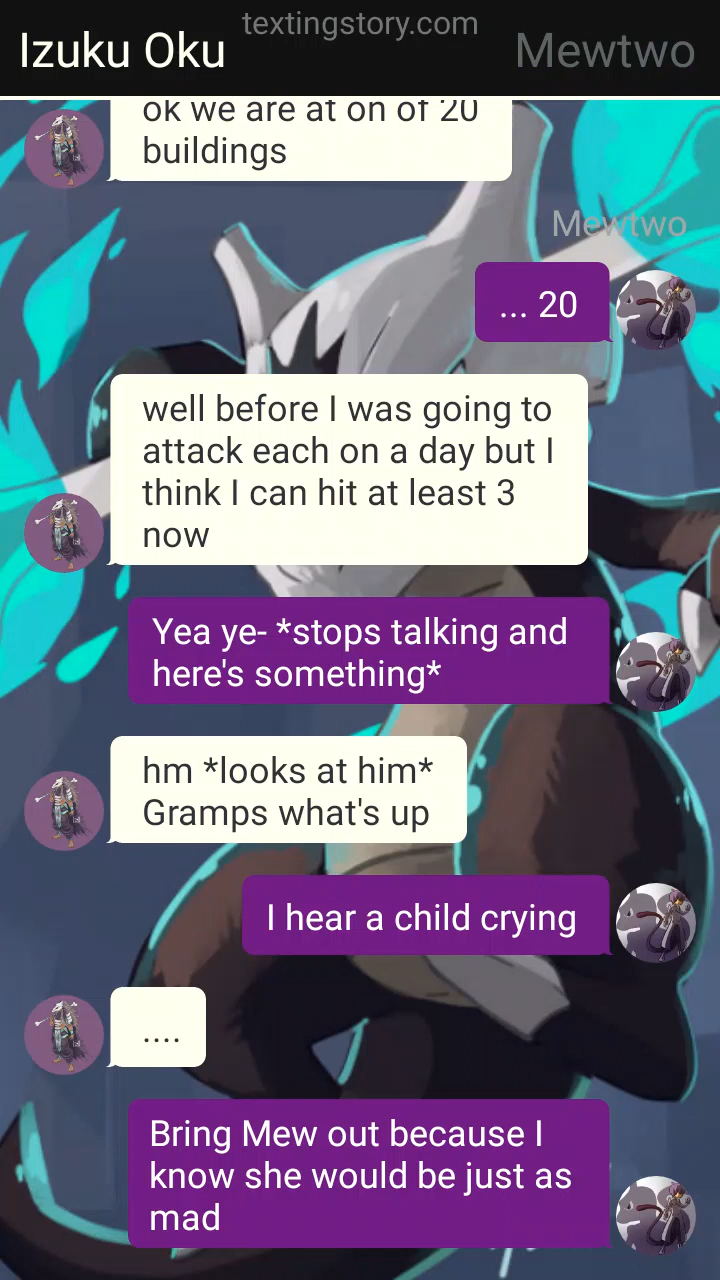 textingstory.com
Izuku Oku
Mewtwo
ok we are at on of 20
buildings
Mewtwo
... 20
well before I was going to
attack each on a day but I
think I can hit at least 3
now
Yea ye- *stops talking and
here's something*
hm *looks at him*
Gramps what's up
I hear a child crying
....
Bring Mew out because I
know she would be just as
mad